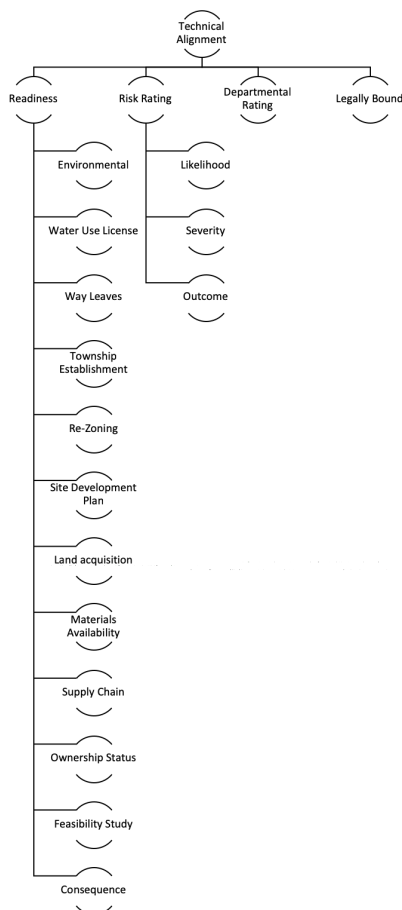 Technical
Alignment
Readiness
Risk Rating
Departmental
Rating
Legally Bound
Environmental
Likelihood
Water Use License
Severity
Way Leaves
Outcome
Township
Establishment
Re-Zoning
Site Development
Plan
Land acquisition
Materials
Availability
Supply Chain
Ownership Status
Feasibility Study
Consequence